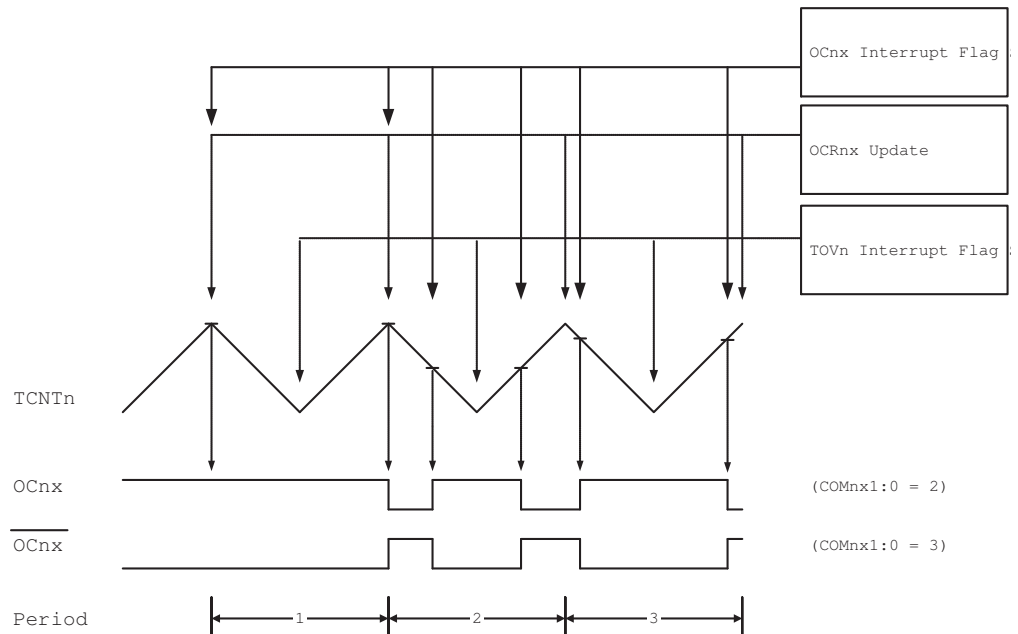 OCnx Interrupt Flag
OCRnx Update
TOVn Interrupt Flag
TCNTn
OCnx
(COMnx1:0 = 2)
OCnx
(COMnx1:0 = 3)
Period
1
2
3